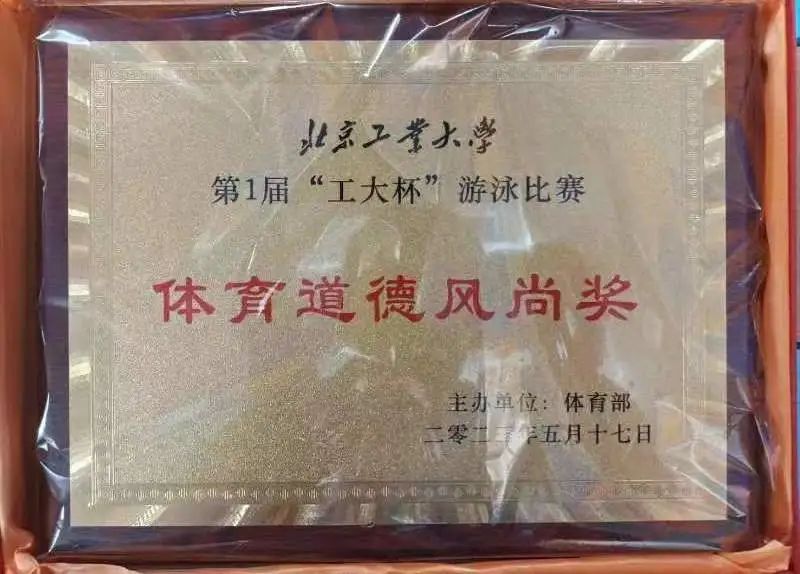 北京工业大学
第1届“工大杯”游泳比赛
体育道德风尚奖
主办单位：体育部
二零二三年五月十七日